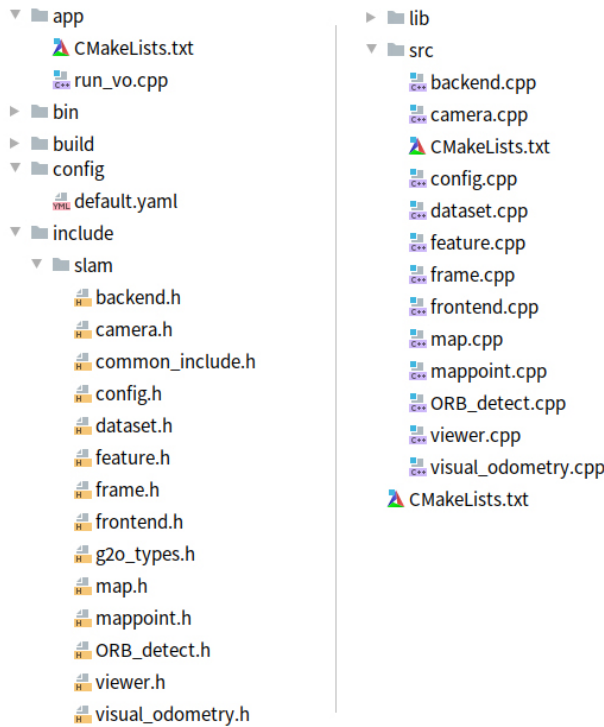 app
CMakeLists.txt
run_vo.cpp
bin
build
config
default.yaml
include
slam
backend.h
camera.h
common_include.h
config.h
dataset.h
feature.h
frame.h
frontend.h
g2o_types.h
map.h
mappoint.h
ORB_detect.h
viewer.h
visual_odometry.h
lib
src
backend.cpp
camera.cpp
CMakeLists.txt
config.cpp
dataset.cpp
feature.cpp
frame.cpp
frontend.cpp
map.cpp
mappoint.cpp
ORB_detect.cpp
viewer.cpp
visual_odometry.cpp
CMakeLists.txt